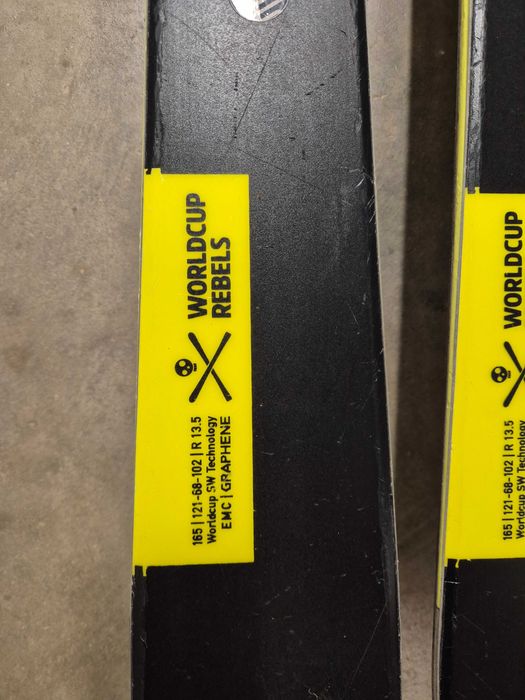 WORLDCUP
REBELS
165 | 121-68-102 | R 13.5
Worldcup SW Technology
EMC | GRAPHENE
WORLDCUP
165 | 121-68-102 | R 13.5
Worldcup SW Technology